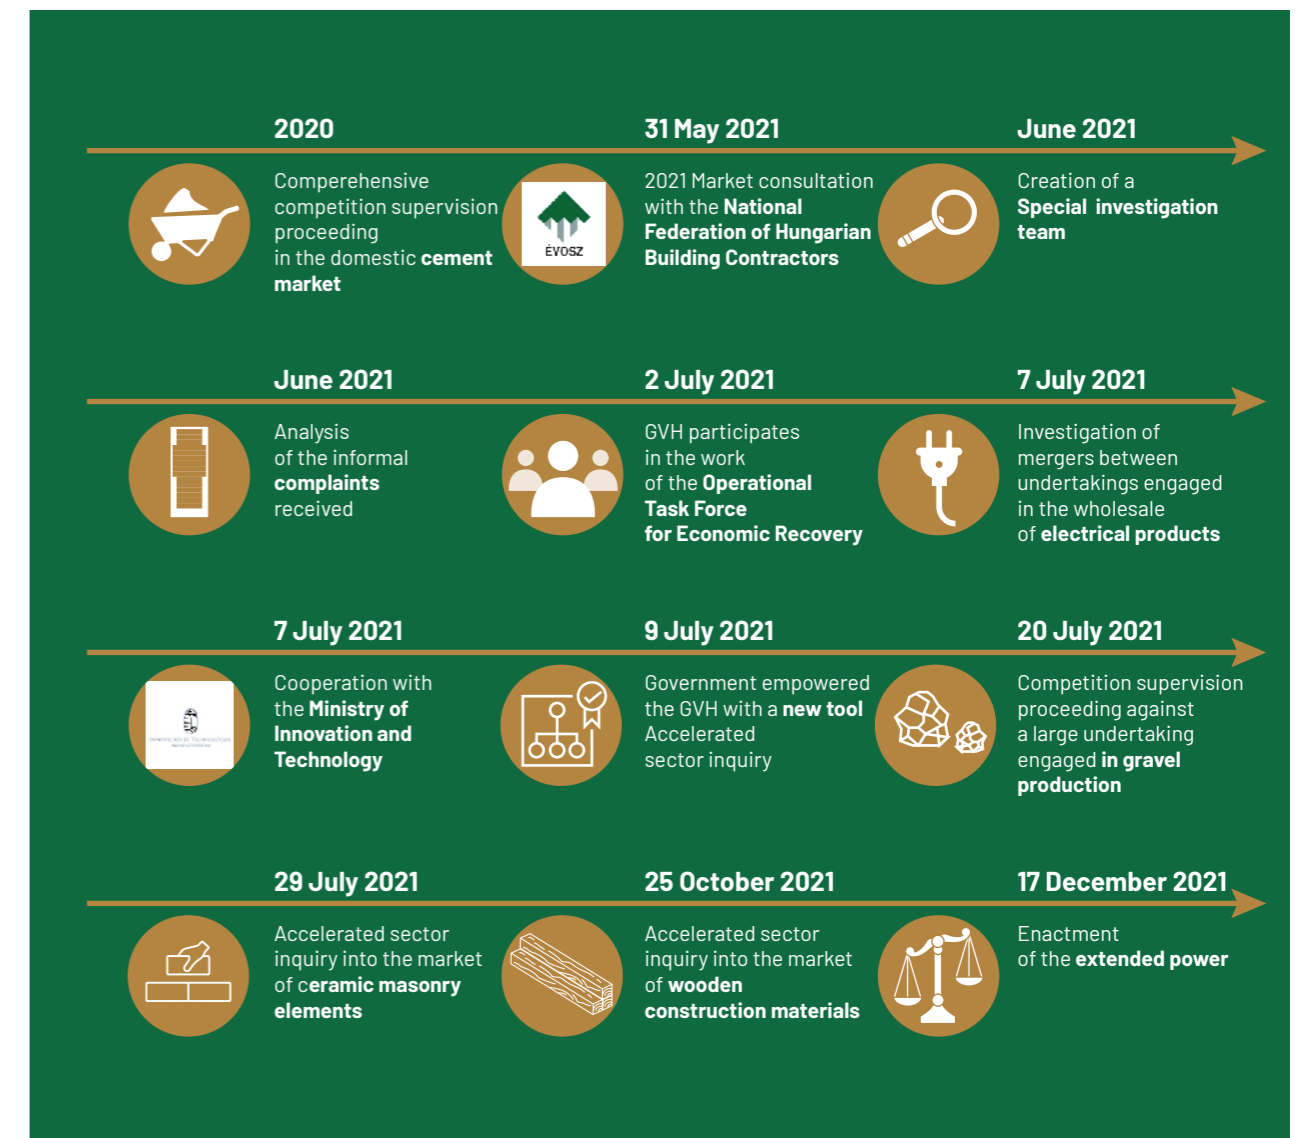 2020
31 May 2021
June 2021
Comperehensive
competition supervision
proceeding
in the domestic cement
market
ÉVOSZ
2021 Market consultation
with the National
Federation of Hungarian
Building Contractors
Creation of a
Special investigation
team
June 2021
2 July 2021
7 July 2021
Analysis
of the informal
complaints
received
GVH participates
in the work
of the Operational
Task Force
for Economic Recovery
Investigation of
mergers between
undertakings engaged
in the wholesale
of electrical products
7 July 2021
9 July 2021
20 July 2021
Cooperation with
the Ministry of
Innovation and
Technology
Government empowered
the GVH with a new tool
Accelerated
sector inquiry
Competition supervision
proceeding against
a large undertaking
engaged in gravel
production
29 July 2021
25 October 2021
17 December 2021
Accelerated sector
inquiry into the market
of ceramic masonry
elements
Accelerated sector
inquiry into the market
of wooden
construction materials
Enactment
of the extended power